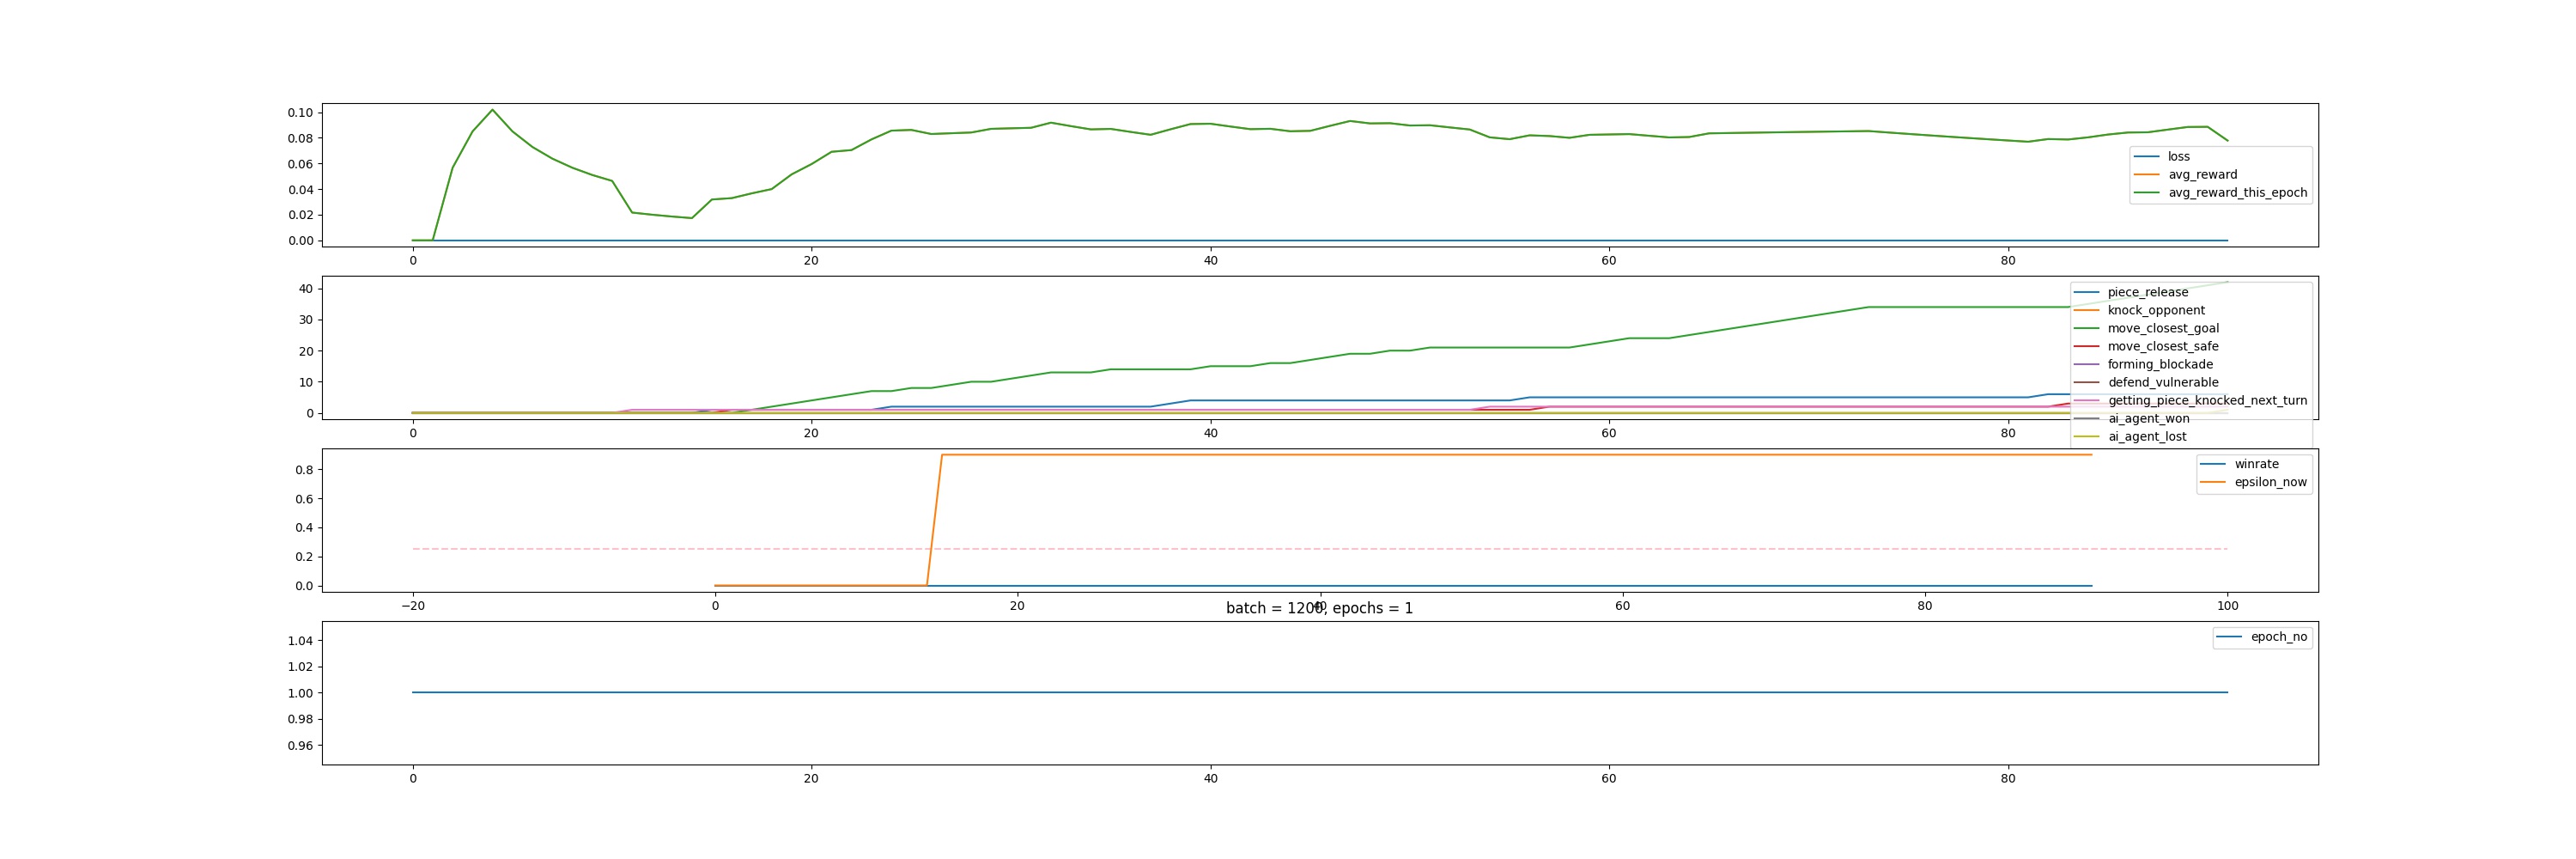 0.10
0.08
0.06
0.04
0.02
0.00
loss
avg_reward
avg_reward_this_epoch
0 20 40 60 80
40
30
20
10
0
piece_release
knock_opponent
move_closest_goal
move_closest_safe
forming_blockade
defend_vulnerable
getting_piece_knocked_next_turn
ai_agent_won
ai_agent_lost
0 20 40 60 80
0.8
0.6
0.4
0.2
0.0
winrate
epsilon_now
−20 0 20 40 60 80 100
batch = 1200, epochs = 1
1.04
1.02
1.00
0.98
0.96
epoch_no
0 20 40 60 80